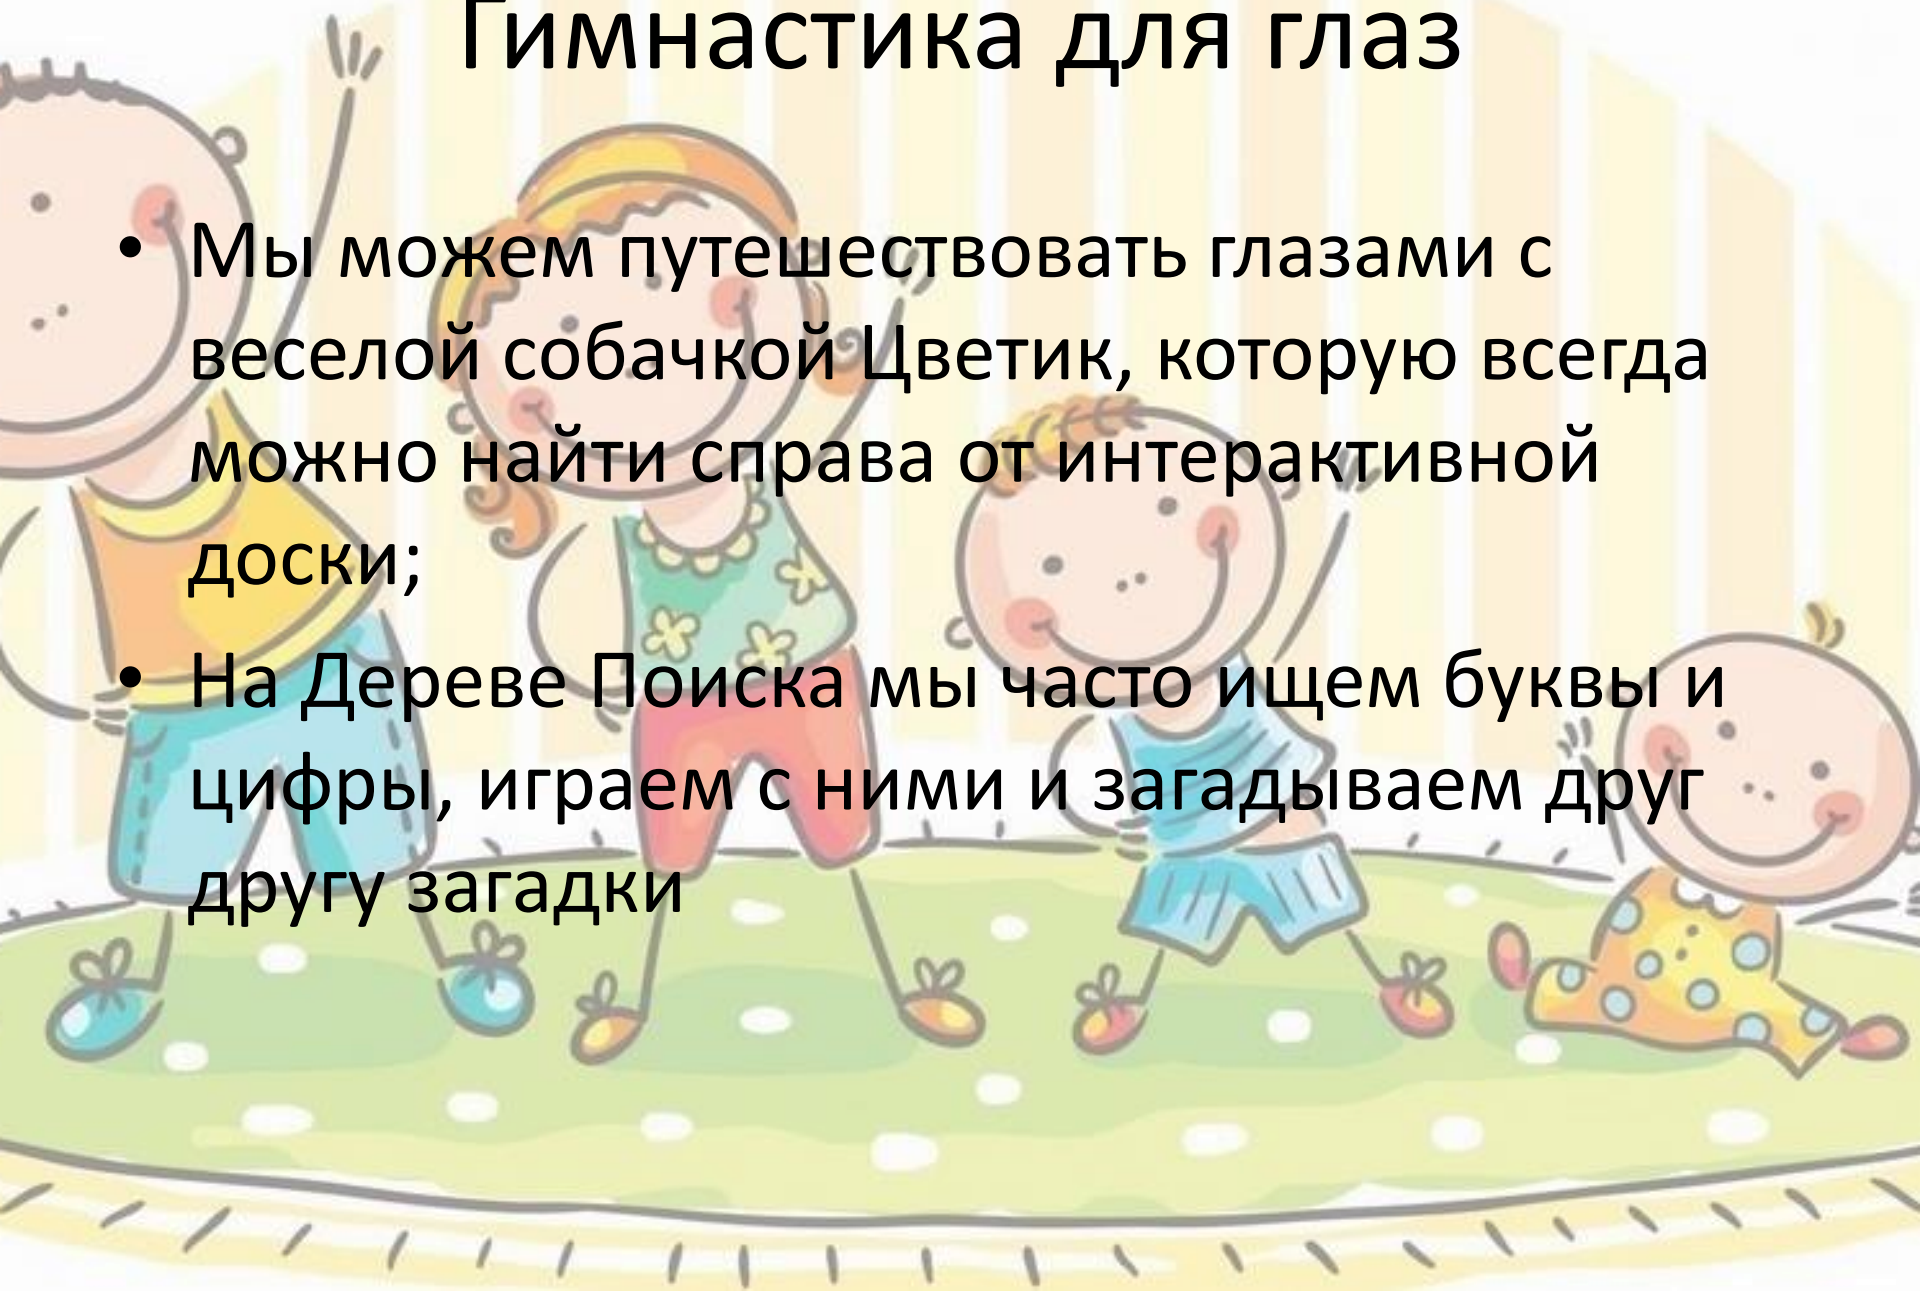 Гимнастика для глаз
• Мы можем путешествовать глазами с
веселой собачкой Цветик, которую всегда
можно найти справа от интерактивной
доски;
• На Дереве Поиска мы часто ищем буквы и
цифры, играем с ними и загадываем друг
другу загадки